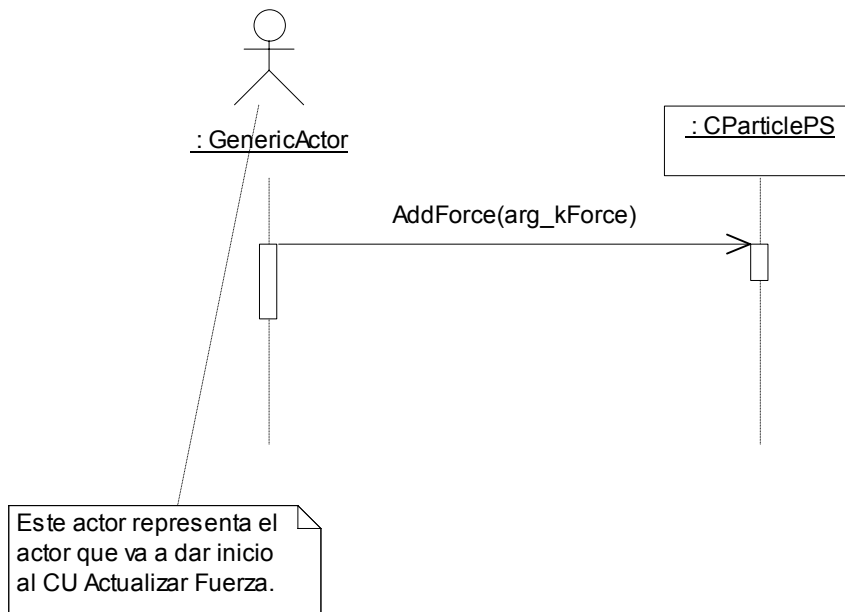 : GenericActor
: CParticlePS
AddForce(arg_kForce)
Este actor representa el
actor que va a dar inicio
al CU Actualizar Fuerza.